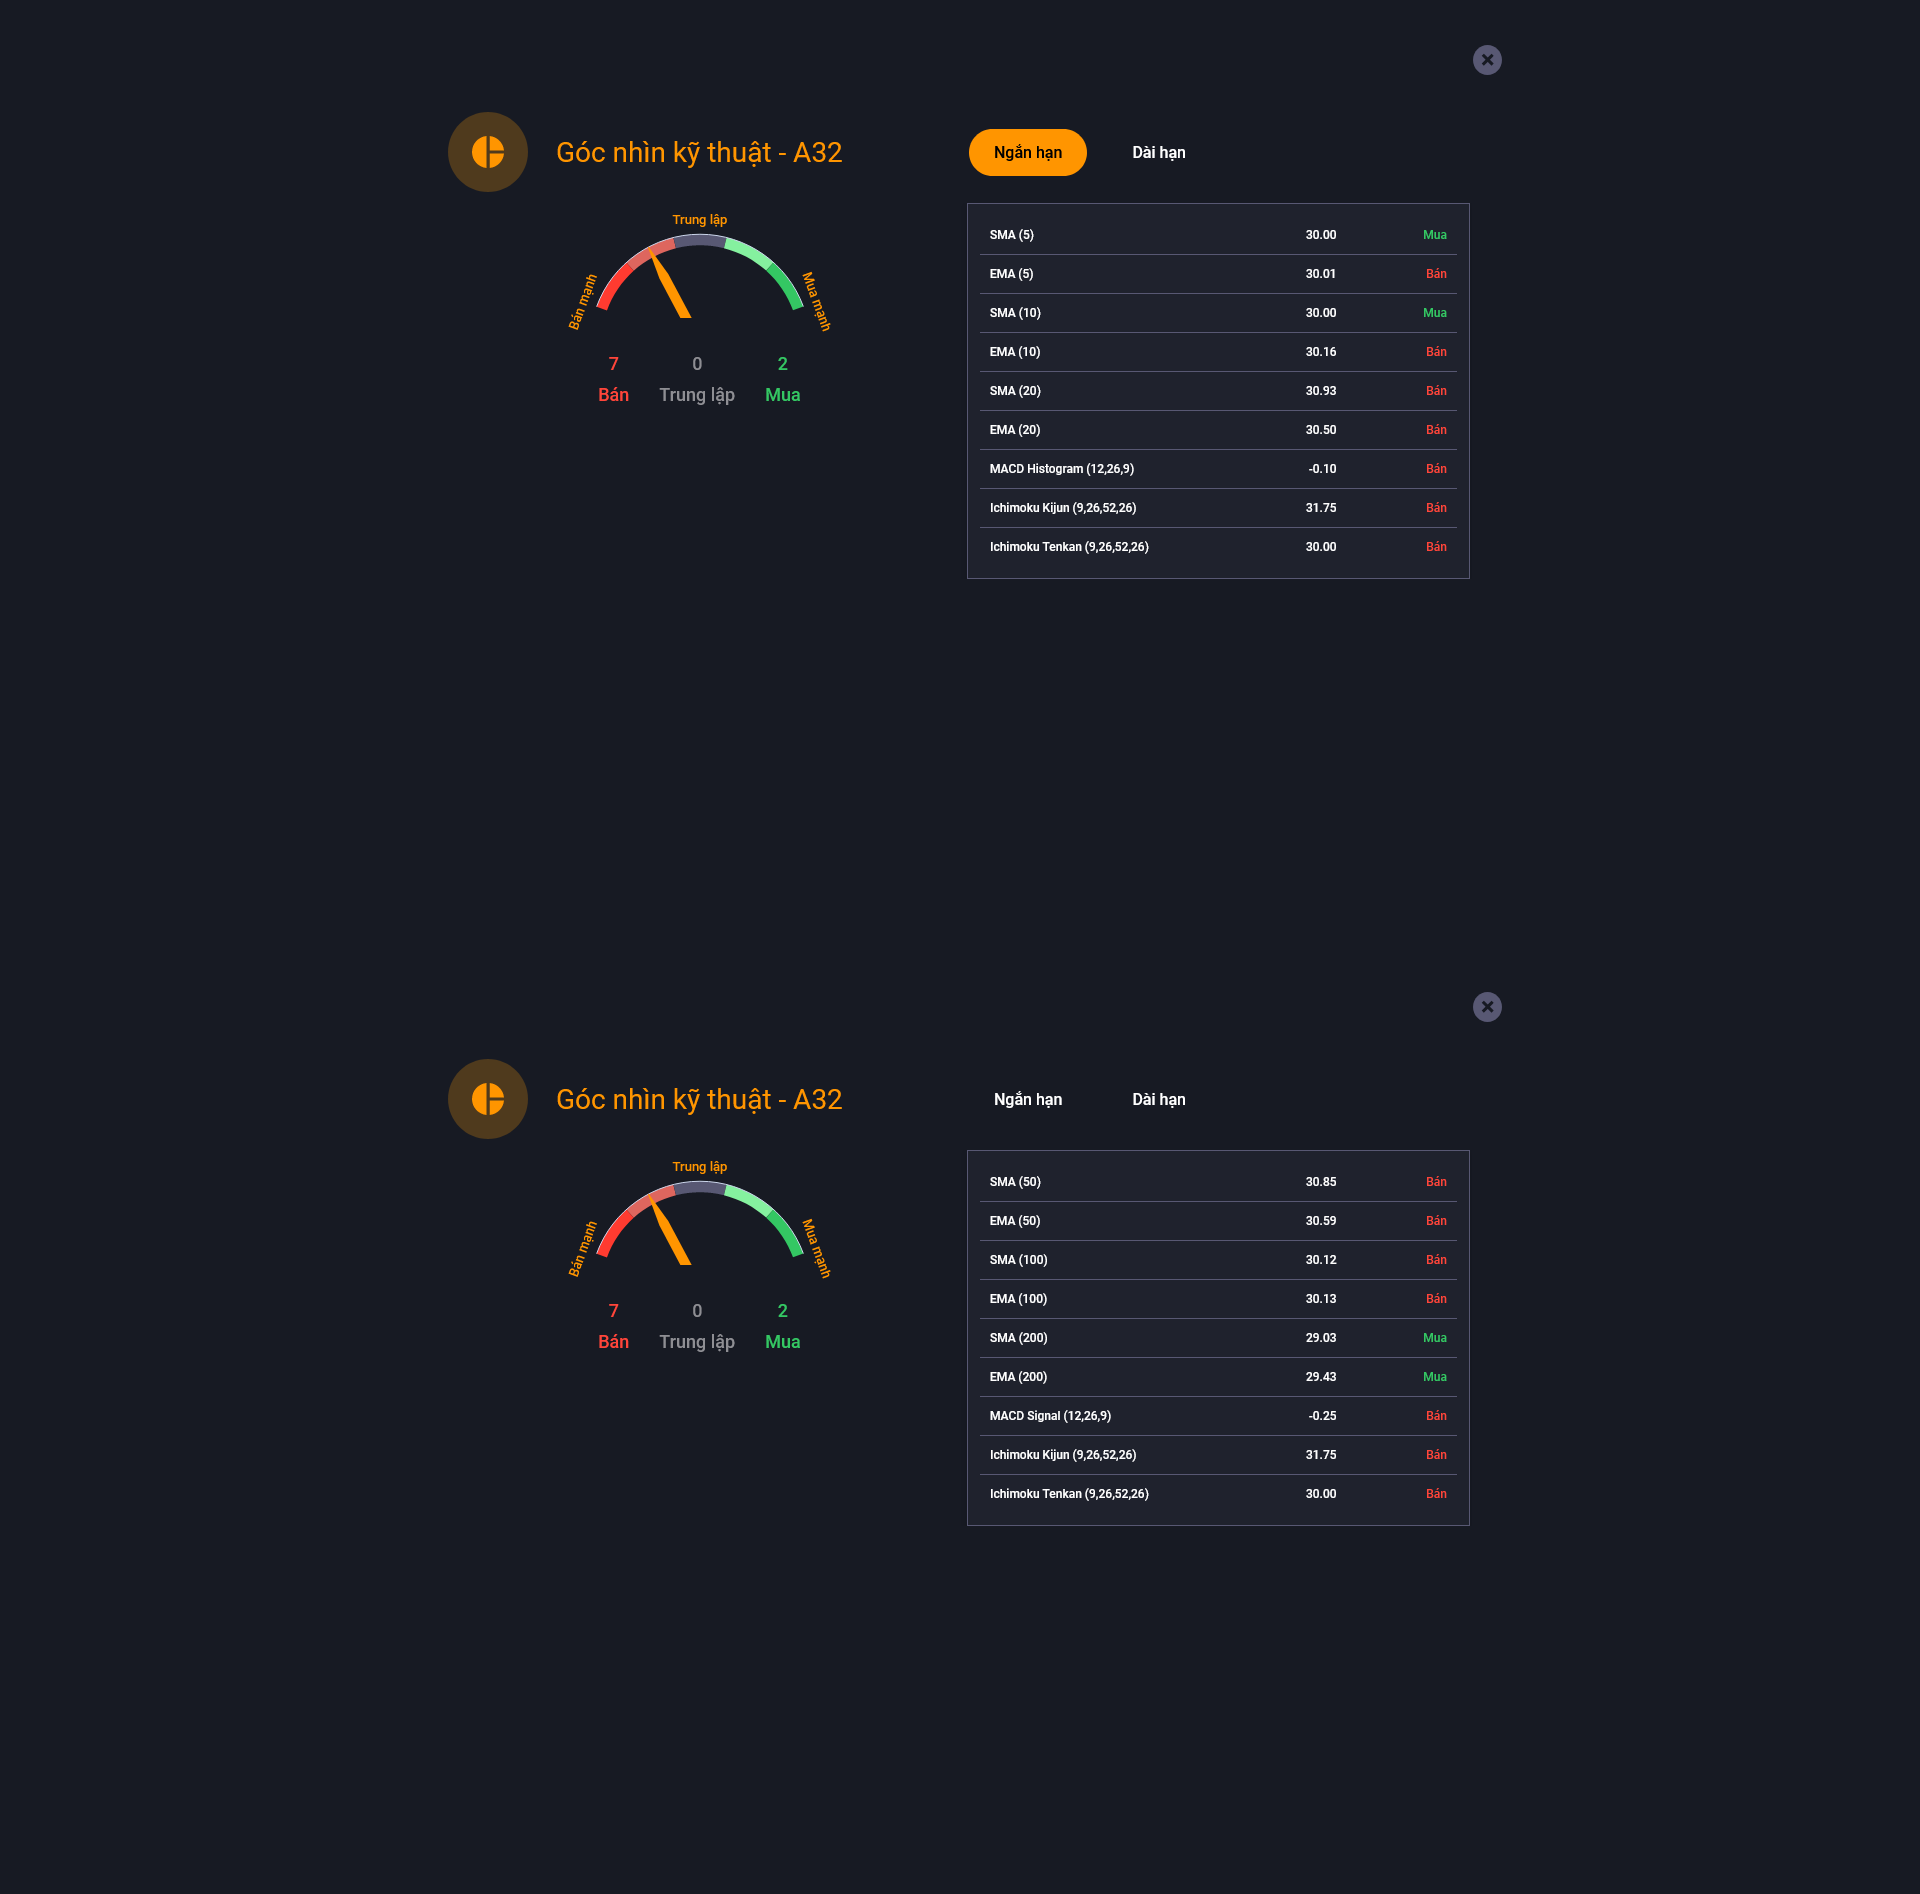 Góc nhìn kỹ thuật - A32
Ngắn hạn Dài hạn
Trung lập
Bán mạnh
Mua mạnh
7 0 2
Bán Trung lập Mua
SMA (5) 30.00 Mua
EMA (5) 30.01 Bán
SMA (10) 30.00 Mua
EMA (10) 30.16 Bán
SMA (20) 30.93 Bán
EMA (20) 30.50 Bán
MACD Histogram (12,26,9) -0.10 Bán
Ichimoku Kijun (9,26,52,26) 31.75 Bán
Ichimoku Tenkan (9,26,52,26) 30.00 Bán
Góc nhìn kỹ thuật - A32
Ngắn hạn Dài hạn
Trung lập
Bán mạnh
Mua mạnh
7 0 2
Bán Trung lập Mua
SMA (50) 30.85 Bán
EMA (50) 30.59 Bán
SMA (100) 30.12 Bán
EMA (100) 30.13 Bán
SMA (200) 29.03 Mua
EMA (200) 29.43 Mua
MACD Signal (12,26,9) -0.25 Bán
Ichimoku Kijun (9,26,52,26) 31.75 Bán
Ichimoku Tenkan (9,26,52,26) 30.00 Bán